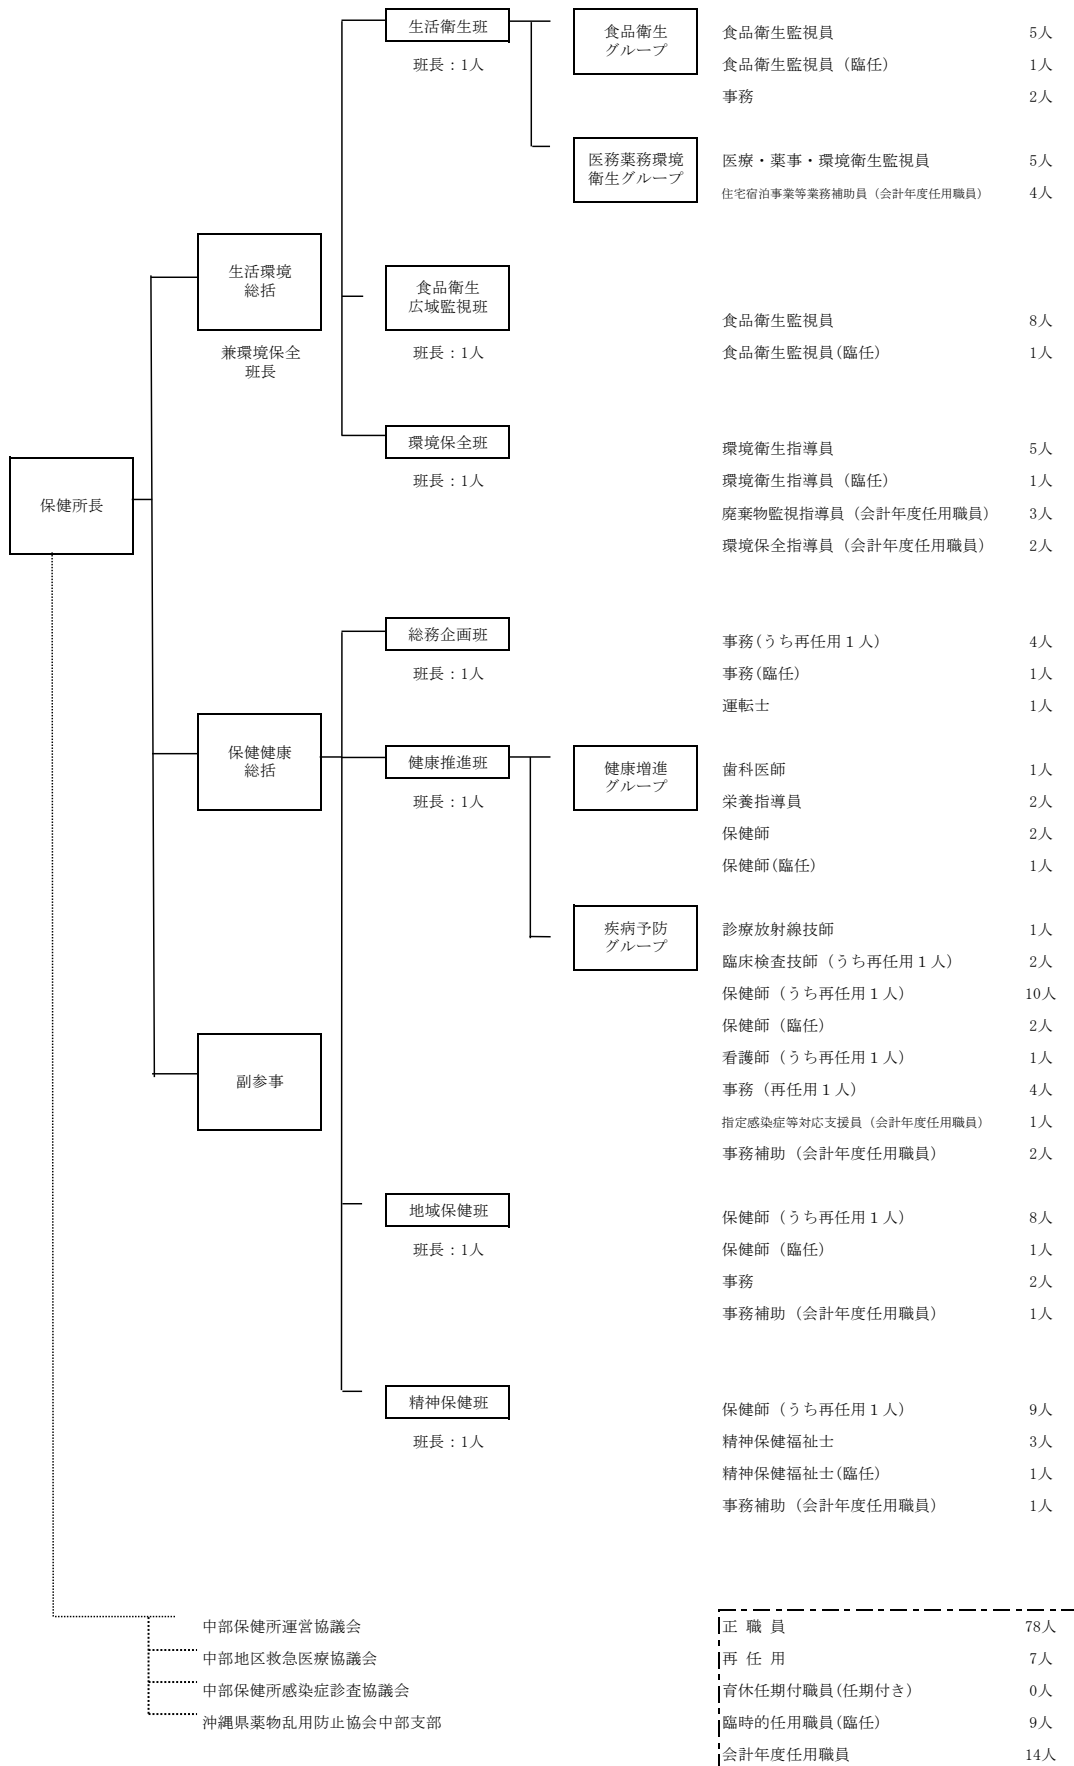 生活衛生班
班長：1人
食品衛生
グループ
食品衛生監視員 5人
食品衛生監視員（臨任） 1人
事務 2人
医務薬務環境
衛生グループ
医療・薬事・環境衛生監視員 5人
住宅宿泊事業等業務補助員（会計年度任用職員） 4人
生活環境
総括
兼環境保全
班長
食品衛生
広域監視班
班長：1人
食品衛生監視員 8人
食品衛生監視員(臨任) 1人
環境保全班
班長：1人
環境衛生指導員 5人
環境衛生指導員（臨任） 1人
廃棄物監視指導員（会計年度任用職員） 3人
環境保全指導員（会計年度任用職員） 2人
保健所長
総務企画班
班長：1人
事務(うち再任用１人) 4人
事務(臨任) 1人
運転士 1人
保健健康
総括
健康推進班
班長：1人
健康増進
グループ
歯科医師 1人
栄養指導員 2人
保健師 2人
保健師(臨任) 1人
疾病予防
グループ
診療放射線技師 1人
臨床検査技師（うち再任用１人） 2人
保健師（うち再任用１人） 10人
保健師（臨任） 2人
看護師（うち再任用１人） 1人
事務（再任用１人） 4人
指定感染症等対応支援員（会計年度任用職員） 1人
事務補助（会計年度任用職員） 2人
副参事
地域保健班
班長：1人
保健師（うち再任用１人） 8人
保健師（臨任） 1人
事務 2人
事務補助（会計年度任用職員） 1人
精神保健班
班長：1人
保健師（うち再任用１人） 9人
精神保健福祉士 3人
精神保健福祉士(臨任) 1人
事務補助（会計年度任用職員） 1人
中部保健所運営協議会
中部地区救急医療協議会
中部保健所感染症診査協議会
沖縄県薬物乱用防止協会中部支部
正 職 員 78人
再 任 用 7人
育休任期付職員(任期付き) 0人
臨時的任用職員(臨任) 9人
会計年度任用職員 14人